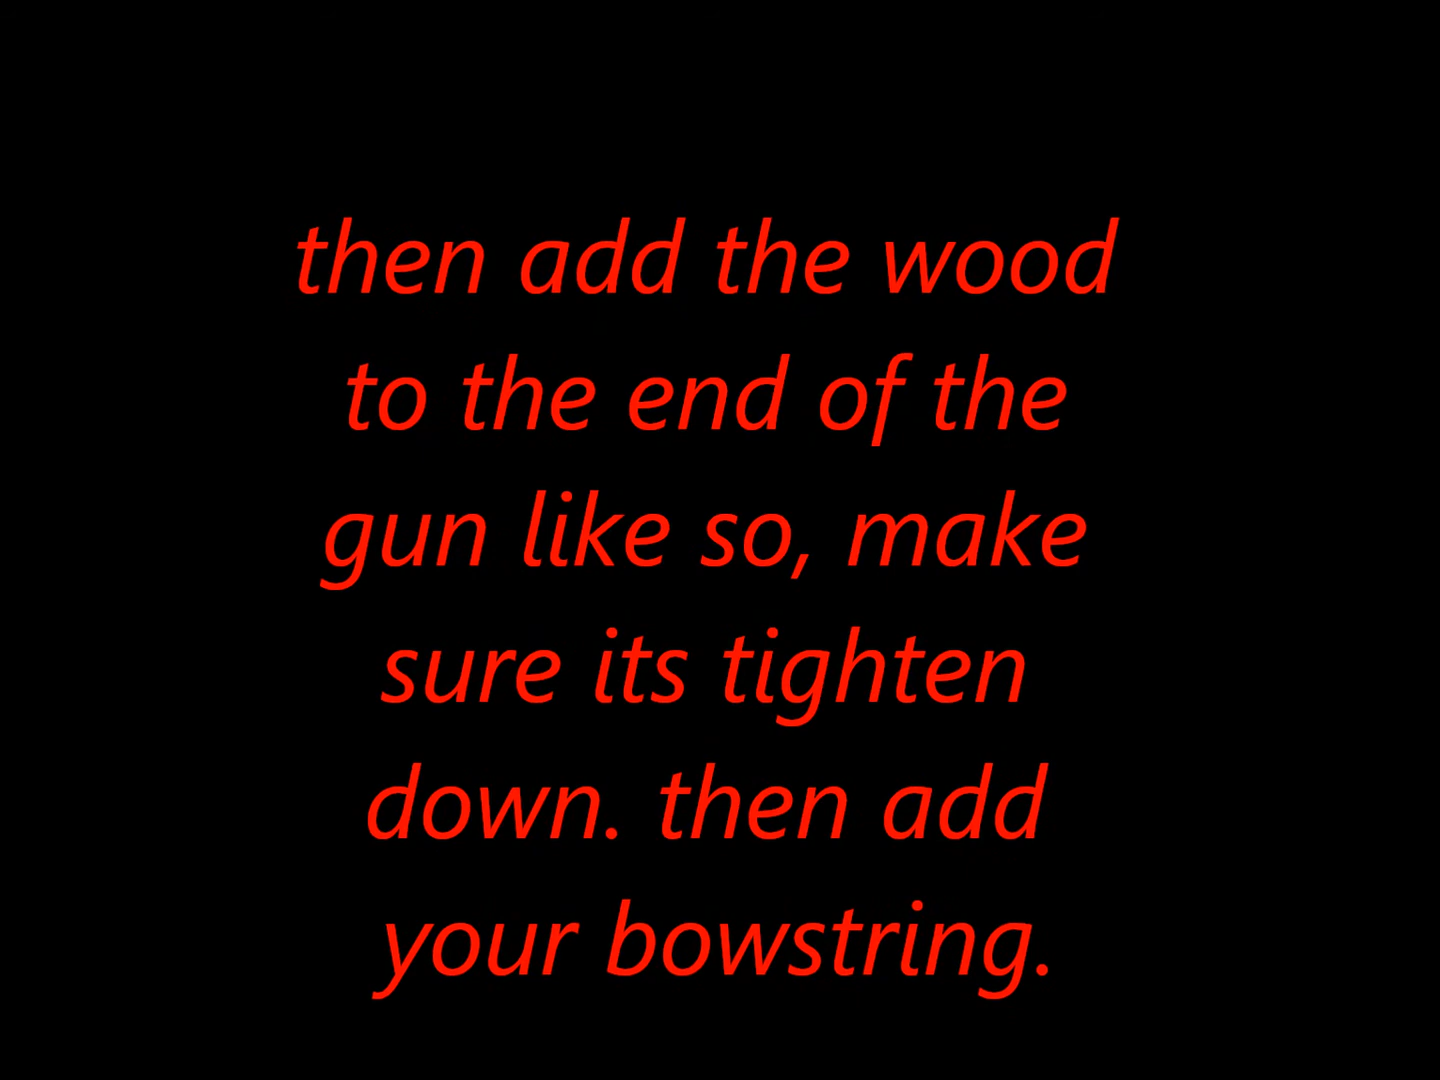 then add the wood
to the end of the
gun like so, make
sure its tighten
down. then add
your bowstring.